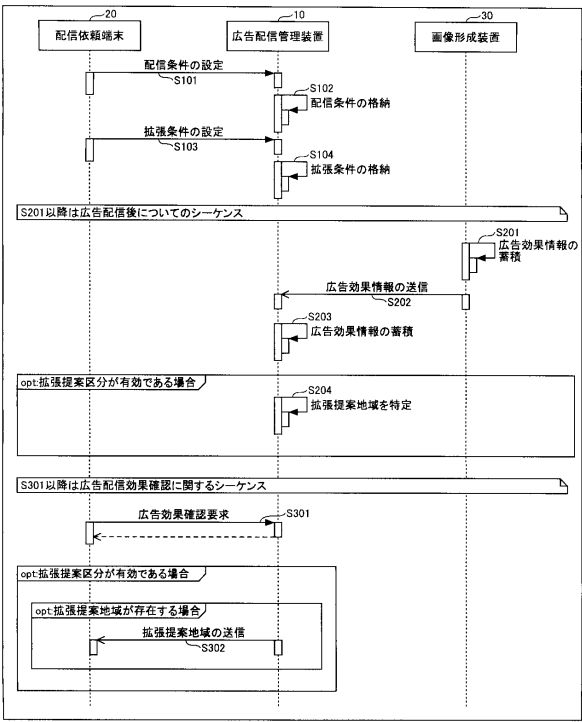 20
10
30
配信依頼端末
広告配信管理装置
画像形成装置
配信条件の設定
S101
S102
配信条件の格納
拡張条件の設定
S103
S104
拡張条件の格納
S201以降は広告配信後についてのシーケンス
S201
広告効果情報の
蓄積
広告効果情報の送信
S202
S203
広告効果情報の蓄積
opt:拡張提案区分が有効である場合
S204
拡張提案地域を特定
S301以降は広告配信効果確認に関するシーケンス
広告効果確認要求
S301
opt:拡張提案区分が有効である場合
opt:拡張提案地域が存在する場合
拡張提案地域の送信
S302